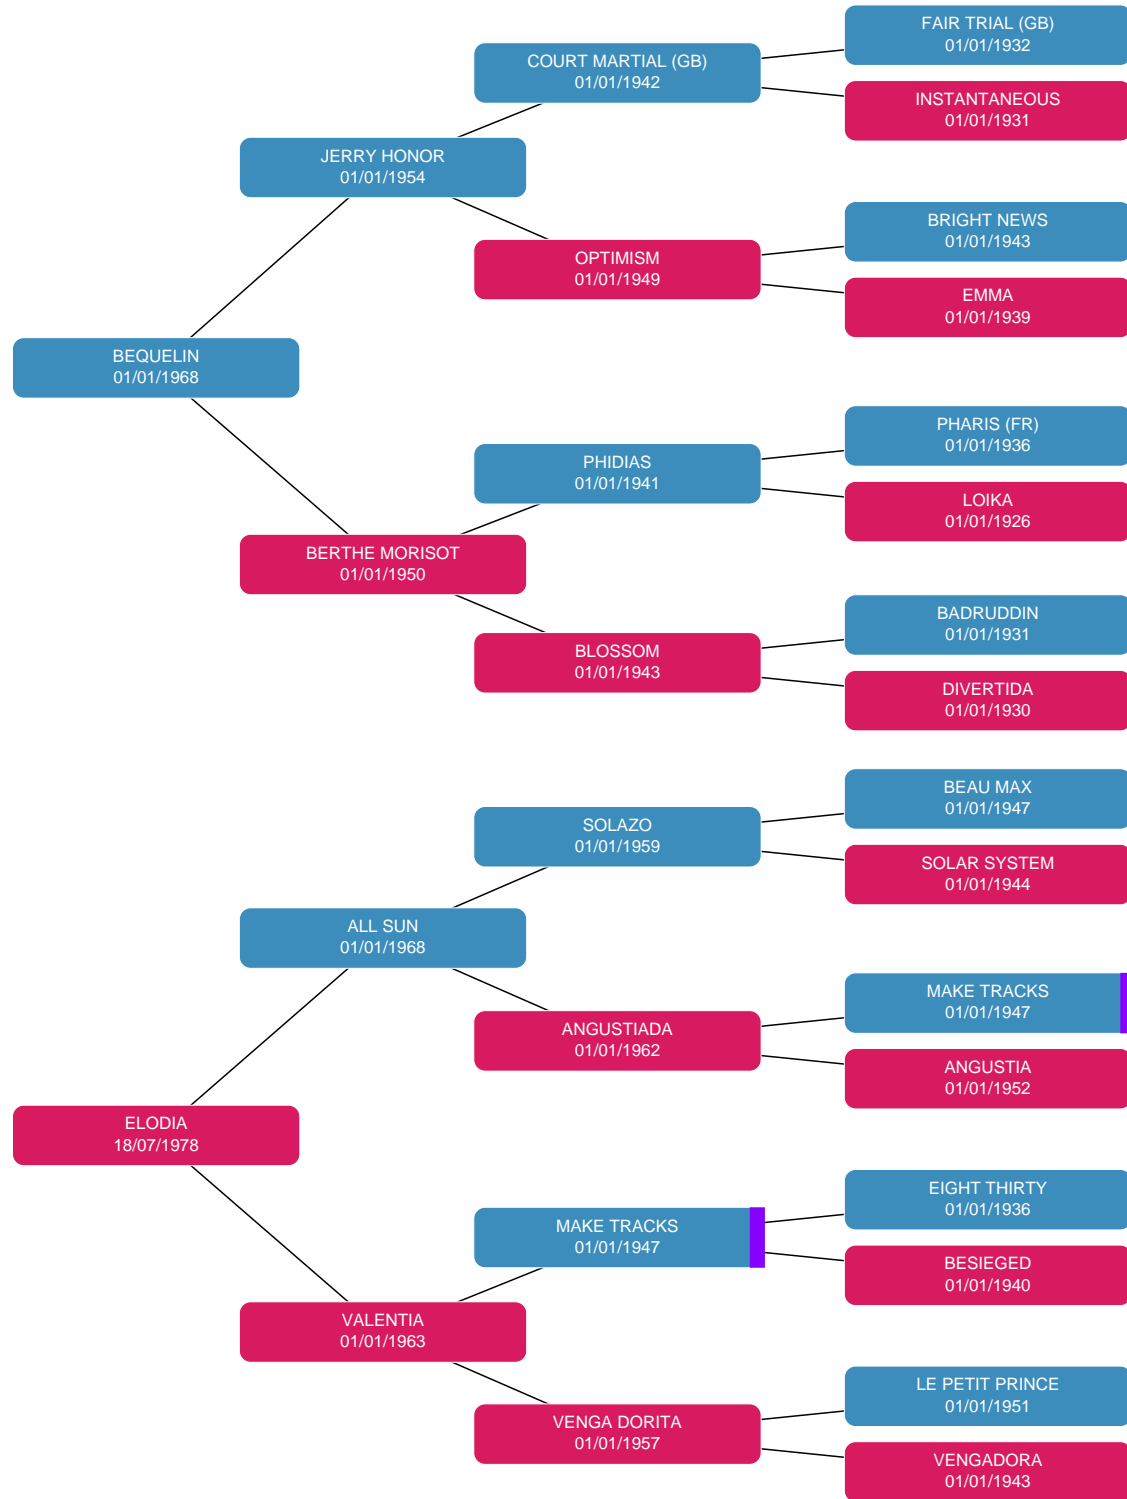 FAIR TRIAL (GB)
01/01/1932
COURT MARTIAL (GB)
01/01/1942
INSTANTANEOUS
01/01/1931
JERRY HONOR
01/01/1954
BRIGHT NEWS
01/01/1943
OPTIMISM
01/01/1949
EMMA
01/01/1939
BEQUELIN
01/01/1968
PHARIS (FR)
01/01/1936
PHIDIAS
01/01/1941
LOIKA
01/01/1926
BERTHE MORISOT
01/01/1950
BADRUDDIN
01/01/1931
BLOSSOM
01/01/1943
DIVERTIDA
01/01/1930
BEAU MAX
01/01/1947
SOLAZO
01/01/1959
SOLAR SYSTEM
01/01/1944
ALL SUN
01/01/1968
MAKE TRACKS
01/01/1947
ANGUSTIADA
01/01/1962
ANGUSTIA
01/01/1952
ELODIA
18/07/1978
EIGHT THIRTY
01/01/1936
MAKE TRACKS
01/01/1947
BESIEGED
01/01/1940
VALENTIA
01/01/1963
LE PETIT PRINCE
01/01/1951
VENGA DORITA
01/01/1957
VENGADORA
01/01/1943